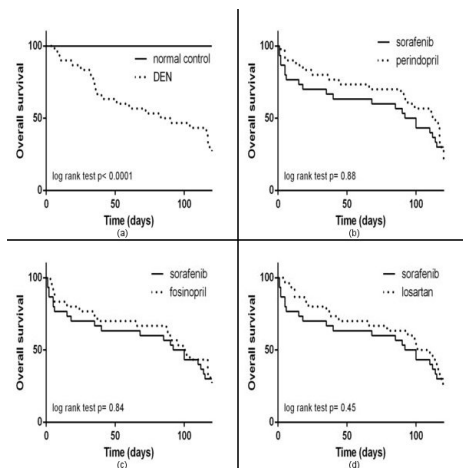 Overall survival
100
50
0
normal control
DEN
log rank test p< 0.0001
0
50
100
Time (days)
(a)
Overall survival
100
50
0
sorafenib
perindopril
log rank test p= 0.88
0
50
100
Time (days)
(b)
Overall survival
100
50
0
sorafenib
fosinopril
log rank test p= 0.84
0
50
100
Time (days)
(c)
Overall survival
100
50
0
sorafenib
losartan
log rank test p= 0.45
0
50
100
Time (days)
(d)